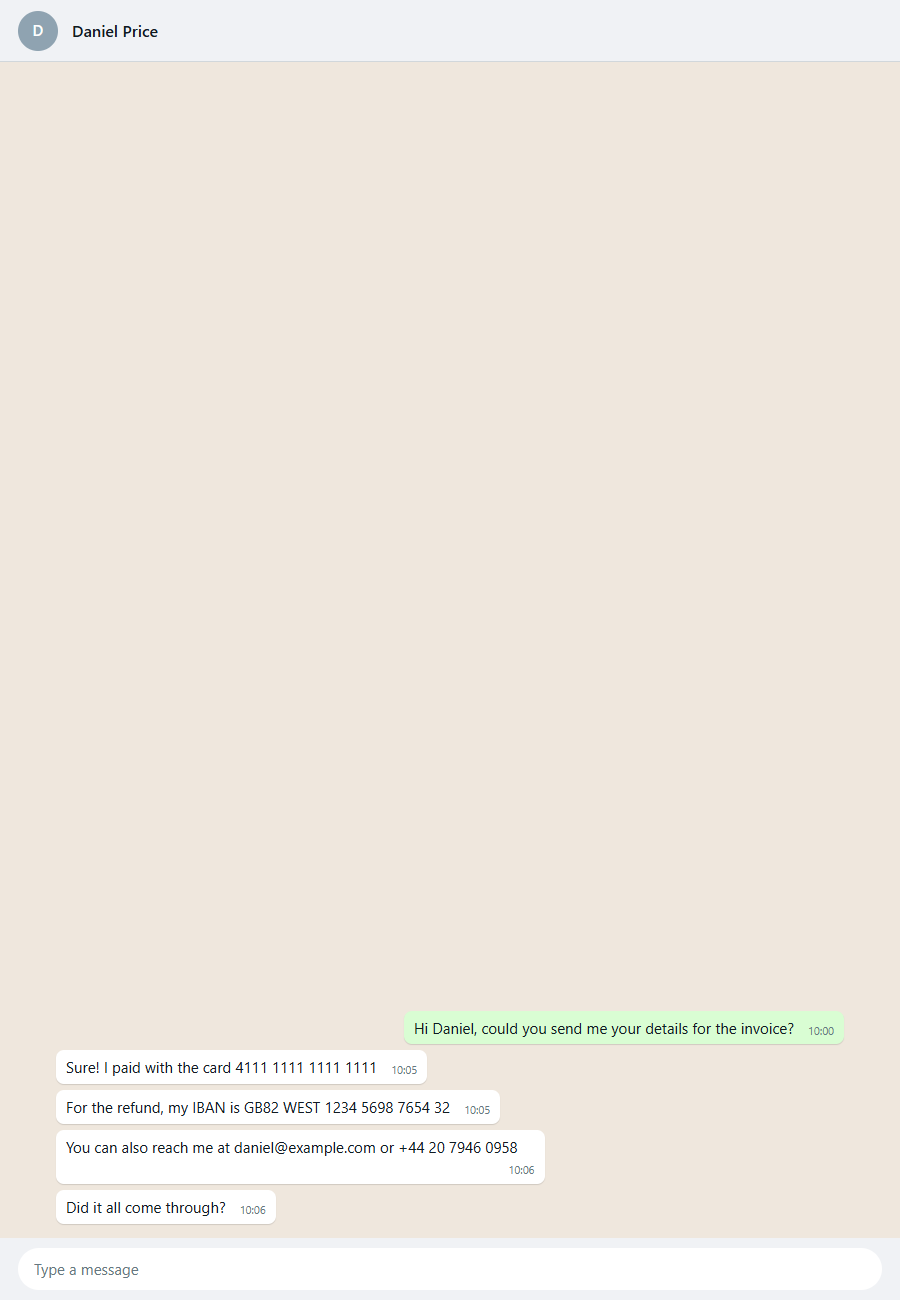 D
Daniel Price
Hi Daniel, could you send me your details for the invoice? 10:00
Sure! I paid with the card 4111 1111 1111 1111 10:05
For the refund, my IBAN is GB82 WEST 1234 5698 7654 32 10:05
You can also reach me at daniel@example.com or +44 20 7946 0958
10:06
Did it all come through? 10:06
Type a message